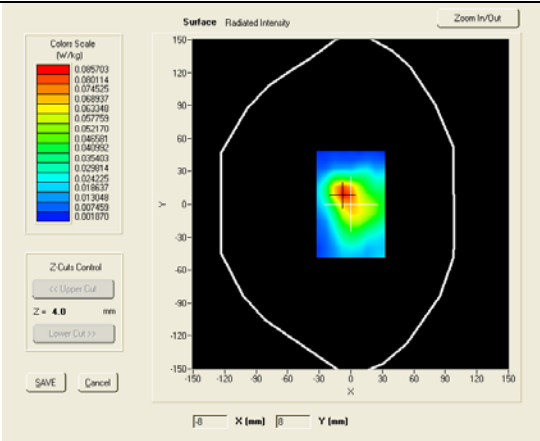 Surface Radiated Intensity
Zoom In/Out
Colors Scale
(W/kg)
0.085703
0.080114
0.074525
0.068937
0.063348
0.057759
0.052170
0.046581
0.040992
0.035403
0.029814
0.024225
0.018637
0.013048
0.007459
0.001870
Z-Cuts Control
<< Upper Cut
Z = 4.0 mm
Lower Cut >>
SAVE Cancel
150
120
90
60
30
0
-30
-60
-90
-120
-150
Y
-150 -120 -90 -60 -30 0 30 60 90 120 150
X
-8 X (mm) 8 Y (mm)